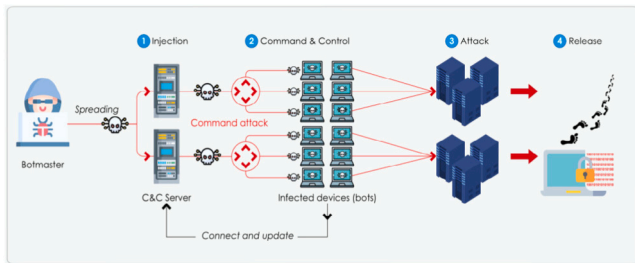 1 Injection
2 Command & Control
3 Attack
4 Release
Spreading
Command attack
Botmaster
C&C Server
Infected devices (bots)
Connect and update